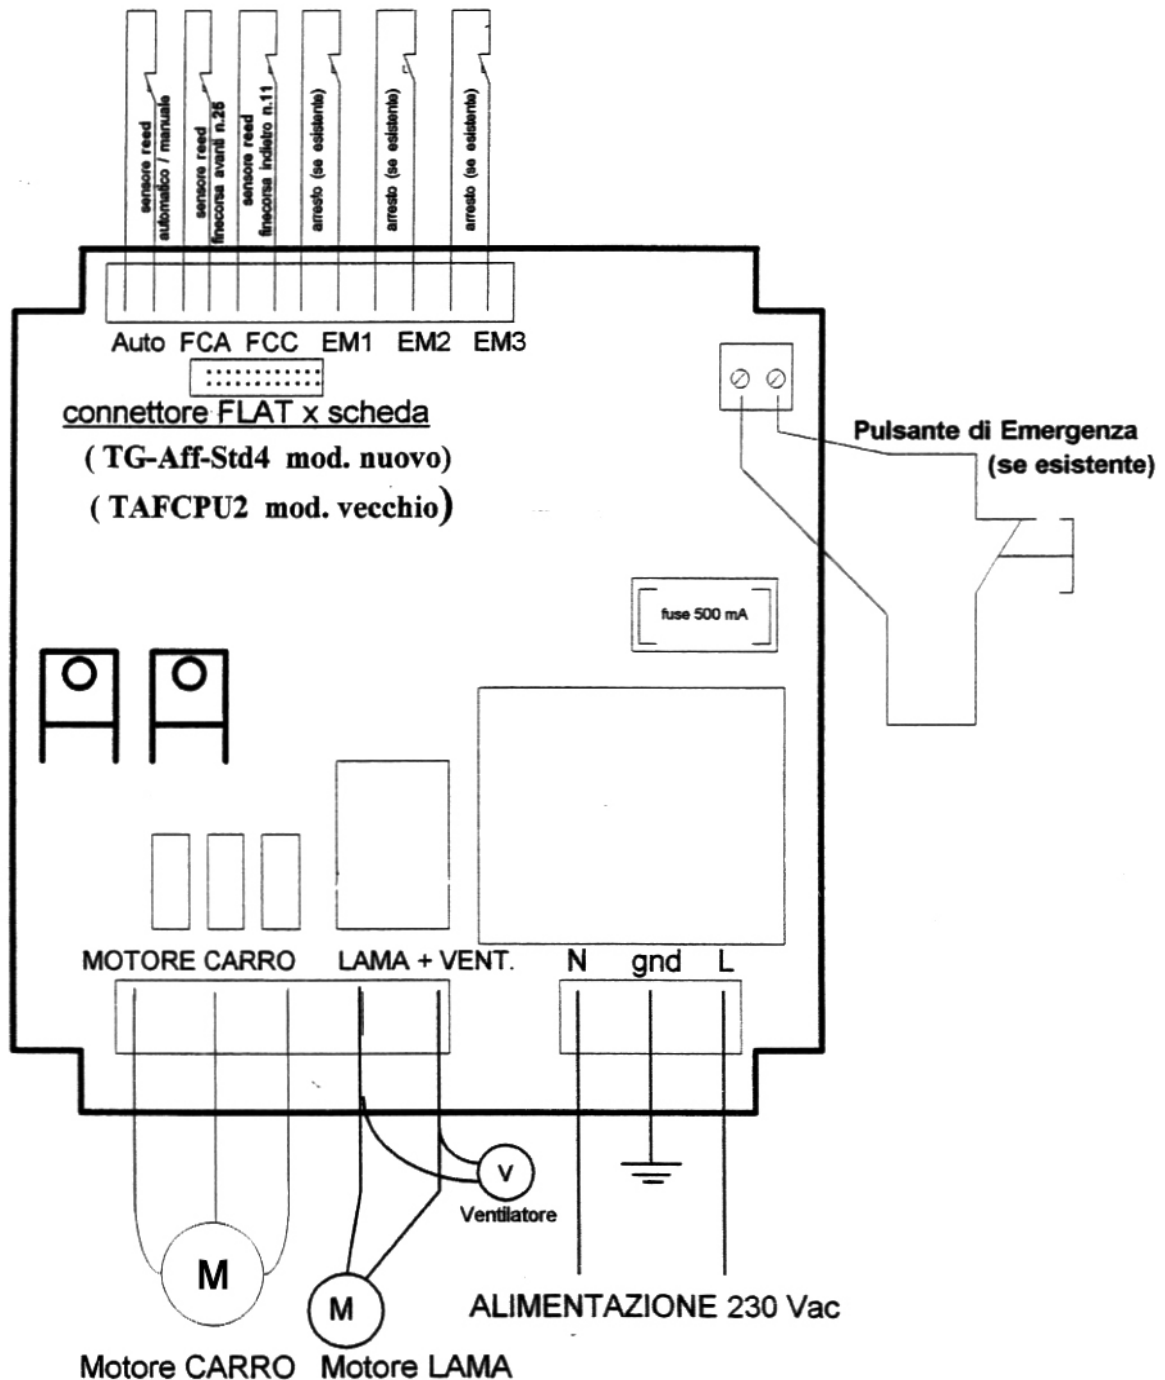 sensore reed
automatico / manuale
sensore reed
finecorsa avanti n.25
sensore reed
finecorsa indietro n.11
arresto (se esistente)
arresto (se esistente)
arresto (se esistente)
Auto FCA FCC EM1 EM2 EM3
connettore FLAT x scheda
( TG-Aff-Std4 mod. nuovo)
( TAFCPU2 mod. vecchio)
Pulsante di Emergenza
(se esistente)
fuse 500 mA
MOTORE CARRO LAMA + VENT. N gnd L
V
Ventilatore
M
M
ALIMENTAZIONE 230 Vac
Motore CARRO Motore LAMA